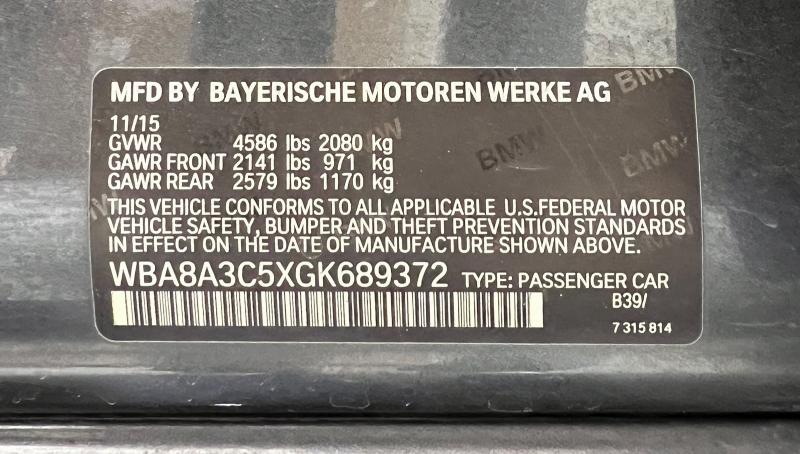 MFD BY BAYERISCHE MOTOREN WERKE AG
11/15
GVWR 4586 lbs 2080 kg
GAWR FRONT 2141 lbs 971 kg
GAWR REAR 2579 lbs 1170 kg
THIS VEHICLE CONFORMS TO ALL APPLICABLE U.S.FEDERAL MOTOR
VEHICLE SAFETY, BUMPER AND THEFT PREVENTION STANDARDS
IN EFFECT ON THE DATE OF MANUFACTURE SHOWN ABOVE.
WBA8A3C5XGK689372 TYPE: PASSENGER CAR
B39/
7 315 814
BMW
BMW
BMW